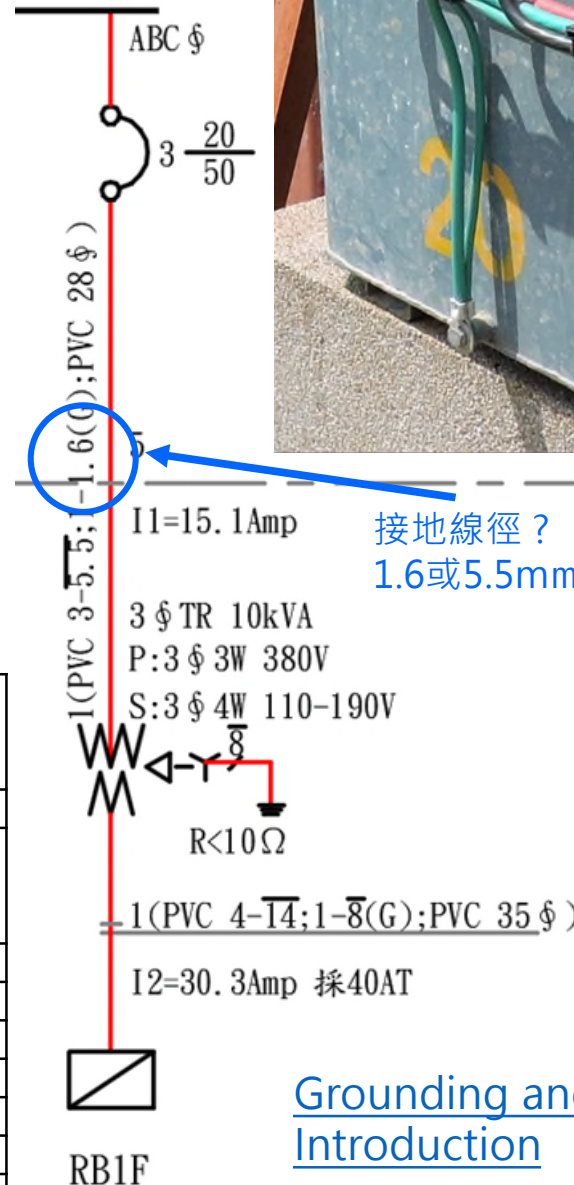 ABC∮
3 20/50
20
1(PVC 3-5.5;1-1.6(G);PVC 28∮)
5
I1=15.1Amp
接地線徑？
1.6或5.5mm
3∮TR 10kVA
P:3∮3W 380V
S:3∮4W 110-190V
8
R<10Ω
1(PVC 4-14;1-8(G);PVC 35∮)
I2=30.3Amp 採40AT
Grounding and
Introduction
RB1F